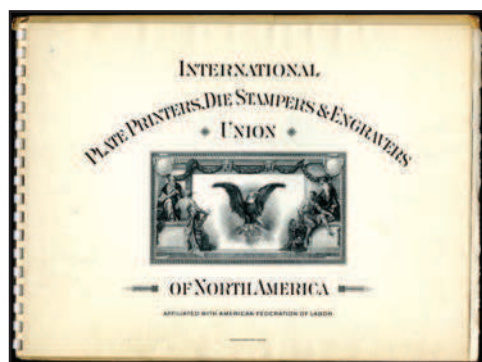 INTERNATIONAL
PLATE PRINTERS, DIE STAMPERS & ENGRAVERS
UNION
OF NORTH AMERICA
AFFILIATED WITH AMERICAN FEDERATION OF LABOR